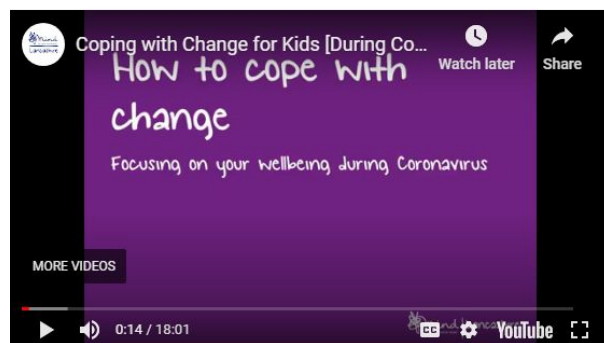 Coping with Change for Kids [During Co...
Watch later
Share
How to cope with
change
Focusing on your wellbeing during Coronavirus
MORE VIDEOS
0:14 / 18:01
CC
YouTube